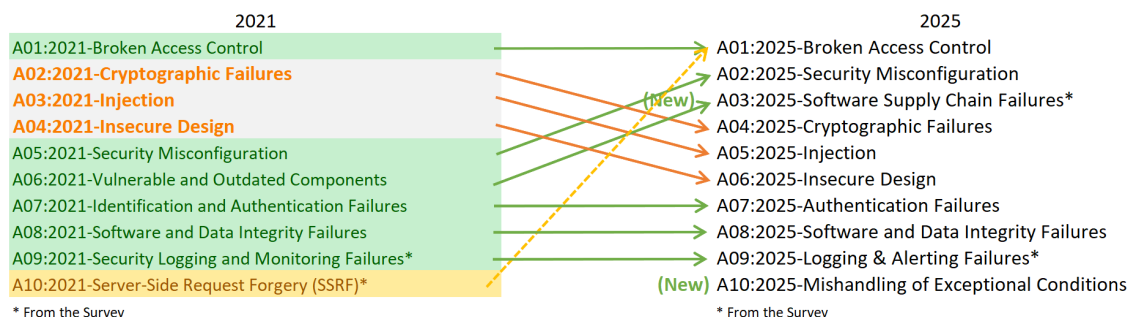 2021 2025
A01:2021-Broken Access Control A01:2025-Broken Access Control
A02:2021-Cryptographic Failures A02:2025-Security Misconfiguration
A03:2021-Injection (New) A03:2025-Software Supply Chain Failures*
A04:2021-Insecure Design A04:2025-Cryptographic Failures
A05:2021-Security Misconfiguration A05:2025-Injection
A06:2021-Vulnerable and Outdated Components A06:2025-Insecure Design
A07:2021-Identification and Authentication Failures A07:2025-Authentication Failures
A08:2021-Software and Data Integrity Failures A08:2025-Software and Data Integrity Failures
A09:2021-Security Logging and Monitoring Failures* A09:2025-Logging & Alerting Failures*
A10:2021-Server-Side Request Forgery (SSRF)* (New) A10:2025-Mishandling of Exceptional Conditions
* From the Survey * From the Survey